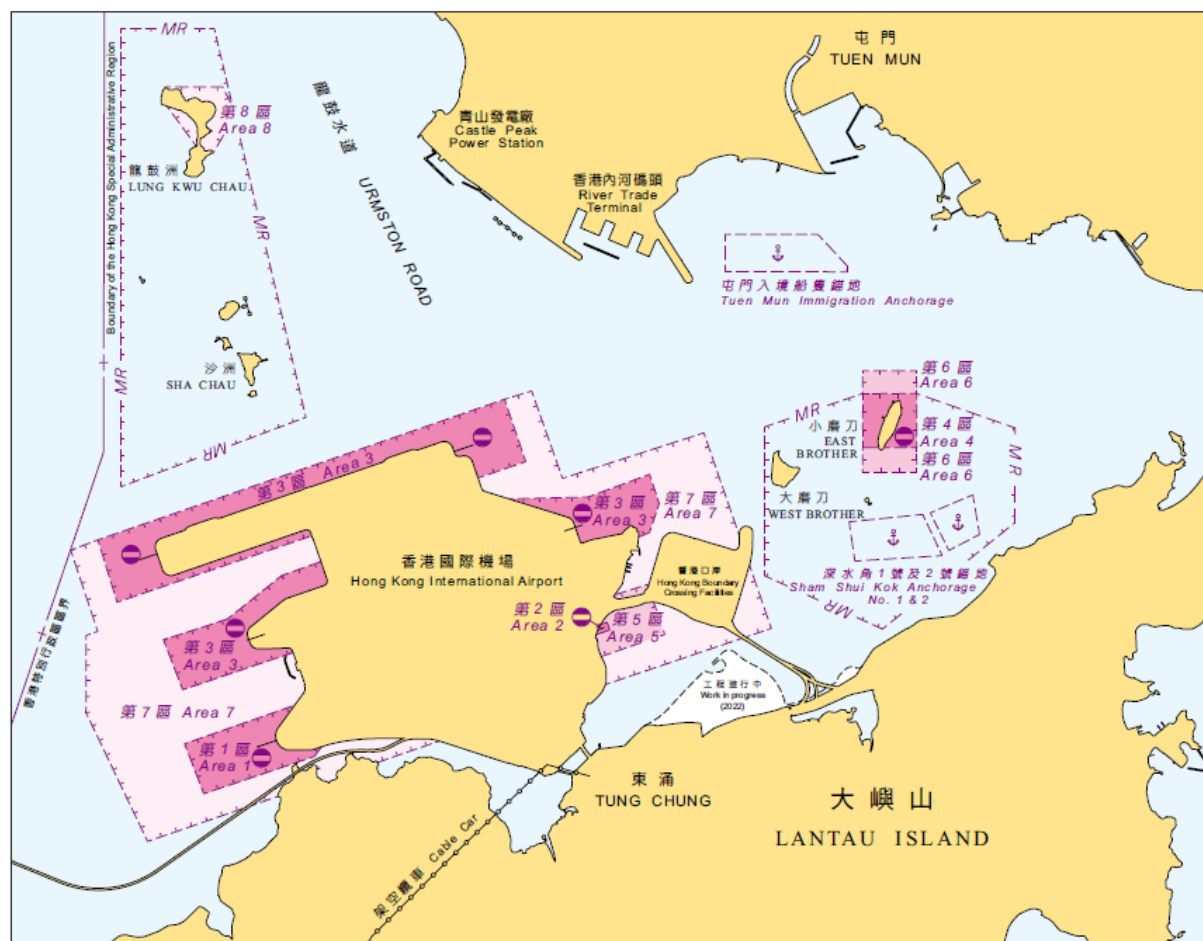 MR
Boundary of the Hong Kong Special Administrative Region
第 8 區
Area 8
龍 鼓 洲
LUNG KWU CHAU
MR
龍 鼓 水 道
URMSTON ROAD
青山發電廠
Castle Peak
Power Station
香港內河碼頭
River Trade
Terminal
屯 門
TUEN MUN
屯門入境船隻錨地
Tuen Mun Immigration Anchorage
沙 洲
SHA CHAU
MR
MR
第 3 區 Area 3
第 3 區
Area 3
第 7 區
Area 7
第 6 區
Area 6
MR
小 磨 刀
EAST
BROTHER
第 4 區
Area 4
第 6 區
Area 6
MR
大 磨 刀
WEST BROTHER
深 水 角 1 號 及 2 號 錨 地
Sham Shui Kok Anchorage
No. 1 & 2
MR
香 港 國 際 機 場
Hong Kong International Airport
香 港 口 岸
Hong Kong Boundary
Crossing Facilities
第 2 區
Area 2
第 5 區
Area 5
第 3 區
Area 3
香港特別行政區區界
第 7 區 Area 7
第 1 區
Area 1
工 程 進 行 中
Work in progress
(2022)
東 涌
TUNG CHUNG
大 嶼 山
LANTAU ISLAND
架空纜車 Cable Car